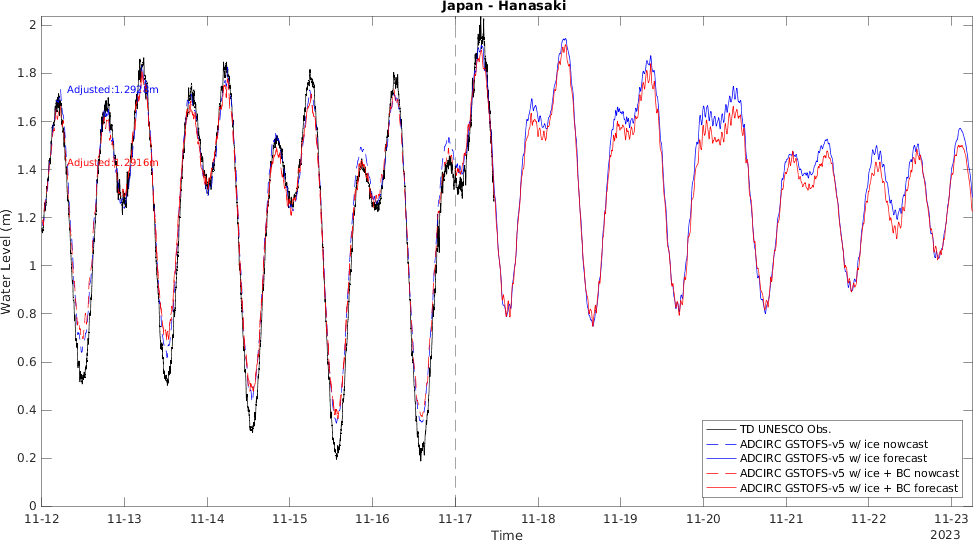 Japan - Hanasaki
2
1.8
1.6
1.4
1.2
1
0.8
0.6
0.4
0.2
0
Water Level (m)
Adjusted:1.2928m
Adjusted:1.2916m
TD UNESCO Obs.
ADCIRC GSTOFS-v5 w/ ice nowcast
ADCIRC GSTOFS-v5 w/ ice forecast
ADCIRC GSTOFS-v5 w/ ice + BC nowcast
ADCIRC GSTOFS-v5 w/ ice + BC forecast
11-12 11-13 11-14 11-15 11-16 11-17 11-18 11-19 11-20 11-21 11-22 11-23
Time
2023